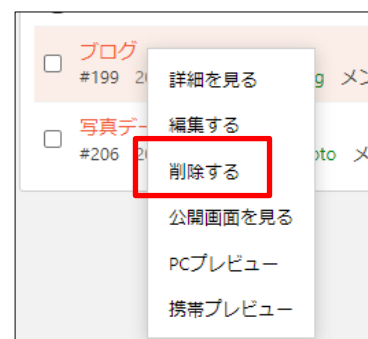 ブログ
#199 2
詳細を見る
g メン
写真デー
編集する
#206 2
oto メ
削除する
公開画面を見る
PCプレビュー
携帯プレビュー